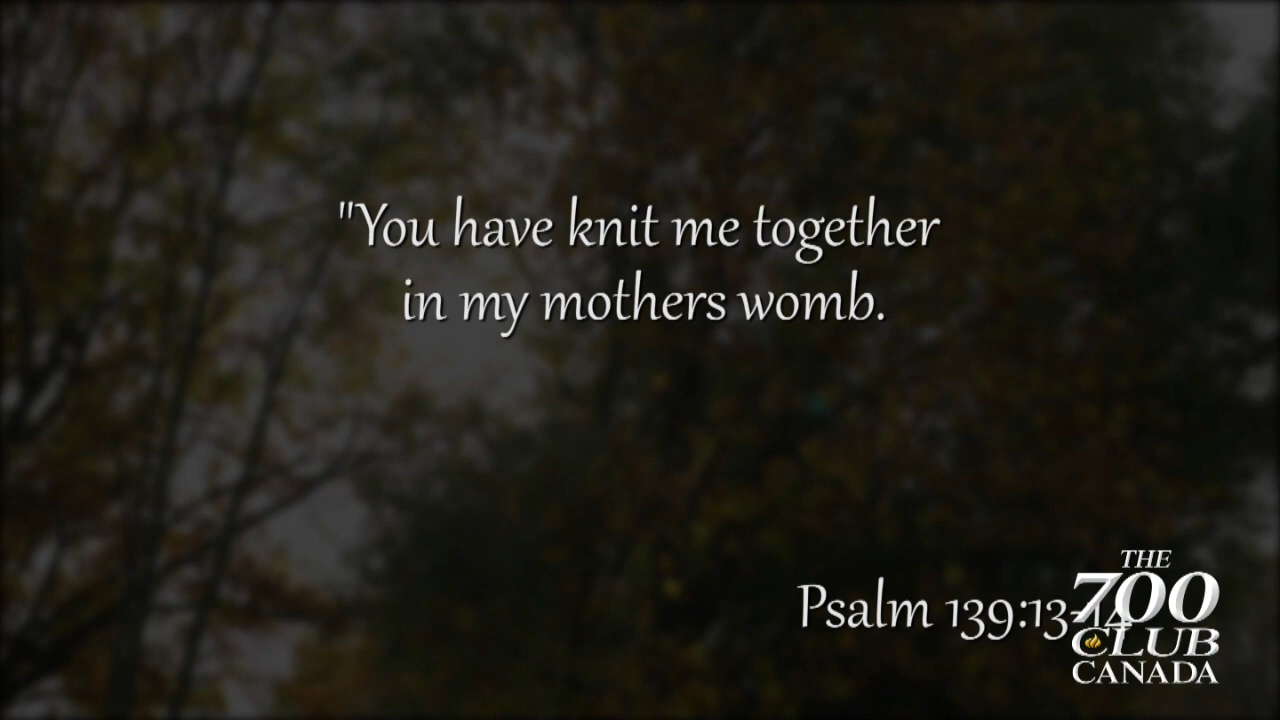 "You have knit me together
in my mothers womb.
Psalm 139:13-14
THE
700
CLUB
CANADA